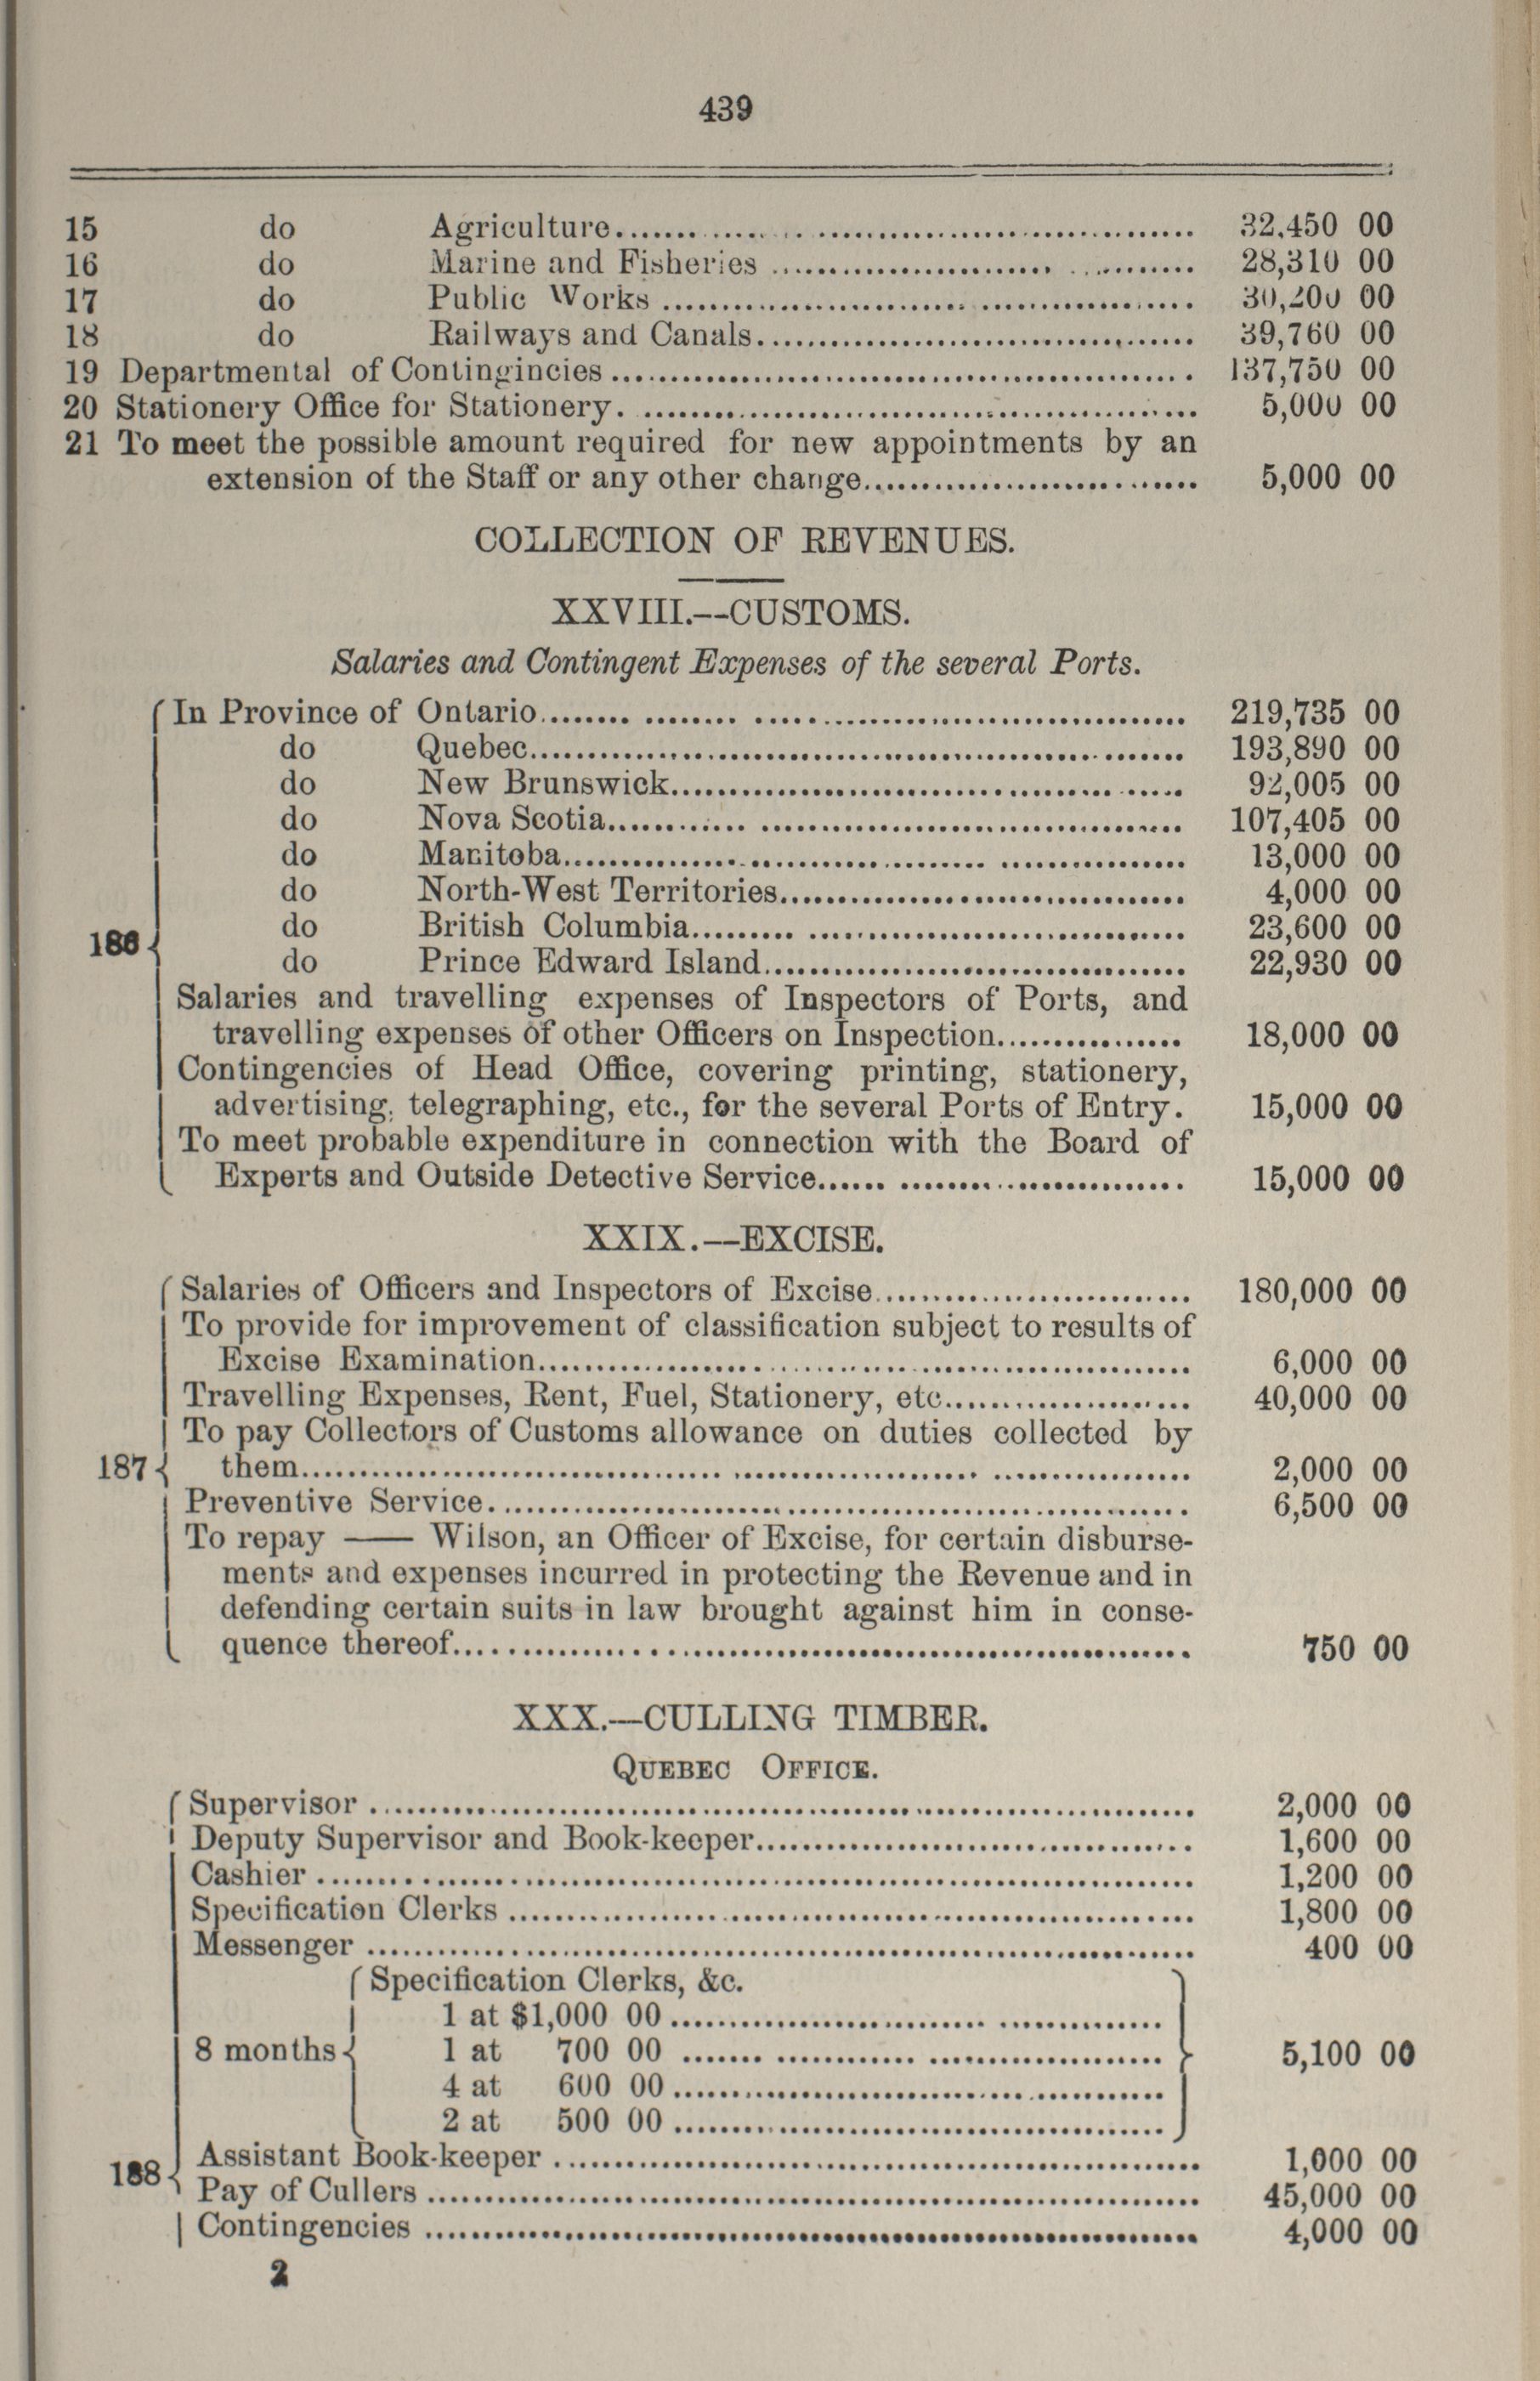 439
15 do Agriculture 32,450 00
16 do Marine and Fisheries 28,310 00
17 do Public Works 30,200 00
18 do Railways and Canals 39,760 00
19 Departmental of Contingincies 137,750 00
20 Stationery Office for Stationery. 5,000 00
21 To meet the possible amount required for new appointments by an
extension of the Staff or any other change 5,000 00
COLLECTION OF REVENUES.
XXVIII.--CUSTOMS.
Salaries and Contingent Expenses of the several Ports.
In Province of Ontario 219,735 00
do Quebec 193,890 00
do New Brunswick 92,005 00
do Nova Scotia 107,405 00
do Manitoba 13,000 00
do North-West Territories 4,000 00
186 do British Columbia 23,600 00
do Prince Edward Island 22,930 00
Salaries and travelling expenses of Inspectors of Ports, and
travelling expenses of other Officers on Inspection 18,000 00
Contingencies of Head Office, covering printing, stationery,
advertising, telegraphing, etc., for the several Ports of Entry. 15,000 00
To meet probable expenditure in connection with the Board of
Experts and Outside Detective Service 15,000 00
XXIX.—EXCISE.
Salaries of Officers and Inspectors of Excise 180,000 00
To provide for improvement of classification subject to results of
Excise Examination 6,000 00
Travelling Expenses, Rent, Fuel, Stationery, etc 40,000 00
To pay Collectors of Customs allowance on duties collected by
187 them 2,000 00
Preventive Service 6,500 00
To repay —— Wilson, an Officer of Excise, for certain disburse-
ments and expenses incurred in protecting the Revenue and in
defending certain suits in law brought against him in conse-
quence thereof 750 00
XXX.—CULLING TIMBER.
QUEBEC OFFICE.
Supervisor 2,000 00
Deputy Supervisor and Book-keeper 1,600 00
Cashier 1,200 00
Specification Clerks 1,800 00
Messenger 400 00
Specification Clerks, &c.
1 at $1,000 00
8 months 1 at 700 00 5,100 00
4 at 600 00
2 at 500 00
Assistant Book-keeper 1,000 00
188 Pay of Cullers 45,000 00
Contingencies 4,000 00
2